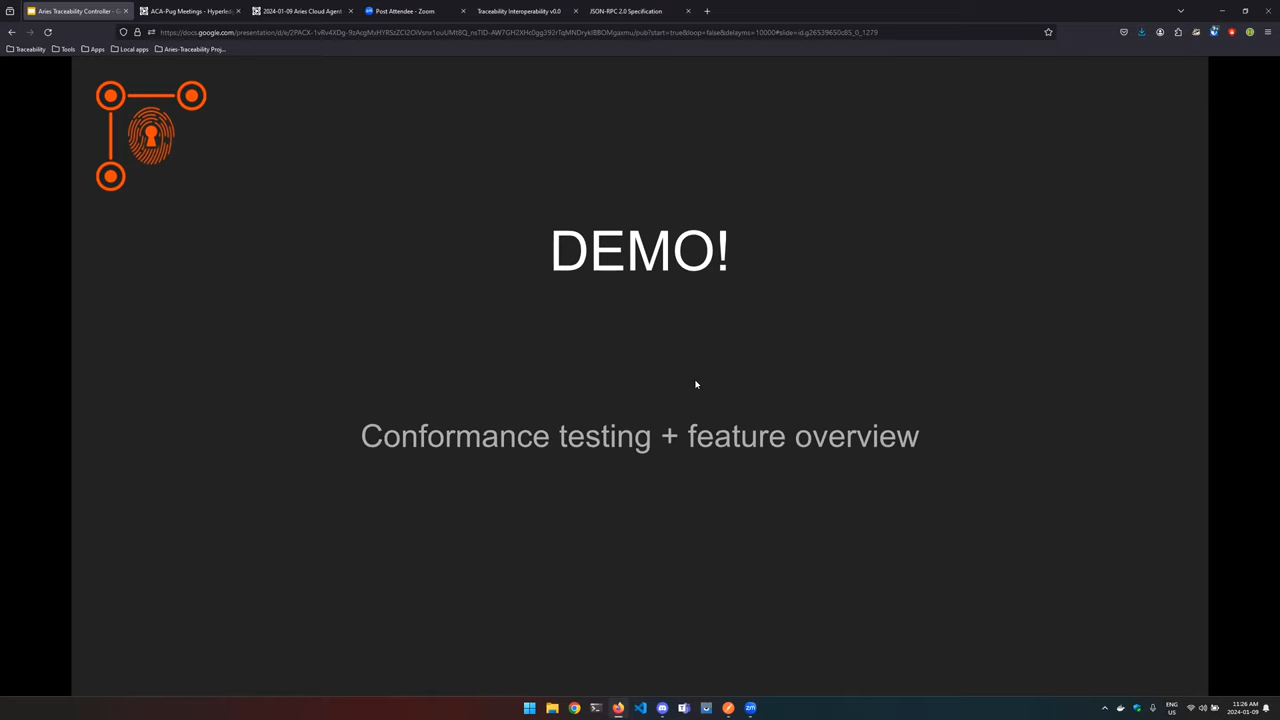 Aries Traceability Controller - G
ACA-Pug Meetings - Hyperledg
2024-01-09 Aries Cloud Agent
Post Attendee - Zoom
Traceability Interoperability v0.0
JSON-RPC 2.0 Specification
Traceability
Tools
Apps
Local apps
Aries-Traceability Proj...
DEMO!
Conformance testing + feature overview
ENG
US
11:26 AM
2024-01-09